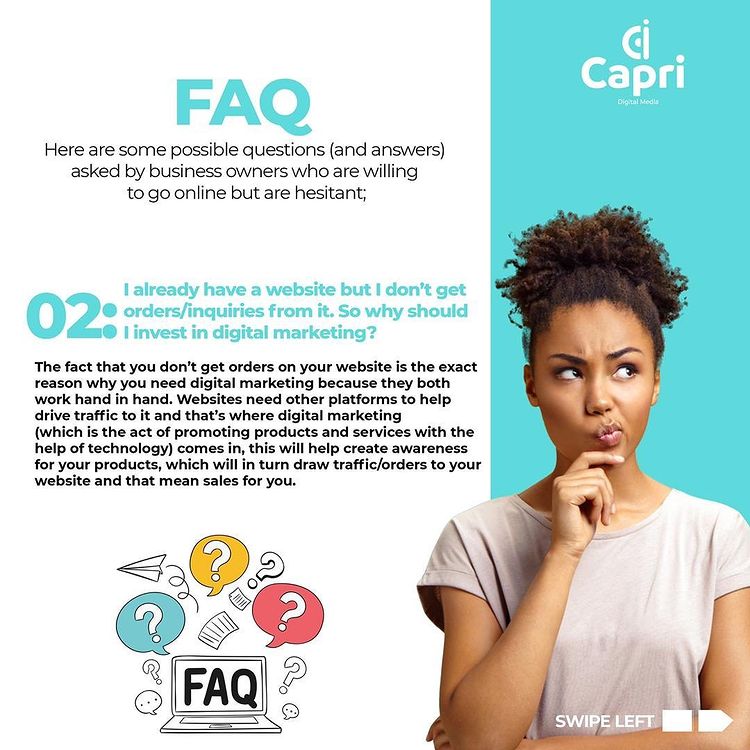 Capri
Digital Media
FAQ
Here are some possible questions (and answers)
asked by business owners who are willing
to go online but are hesitant;
02:
I already have a website but I don't get
orders/inquiries from it. So why should
I invest in digital marketing?
The fact that you don't get orders on your website is the exact
reason why you need digital marketing because they both
work hand in hand. Websites need other platforms to help
drive traffic to it and that's where digital marketing
(which is the act of promoting products and services with the
help of technology) comes in, this will help create awareness
for your products, which will in turn draw traffic/orders to your
website and that mean sales for you.
?
?
?
?
?
?
FAQ
SWIPE LEFT